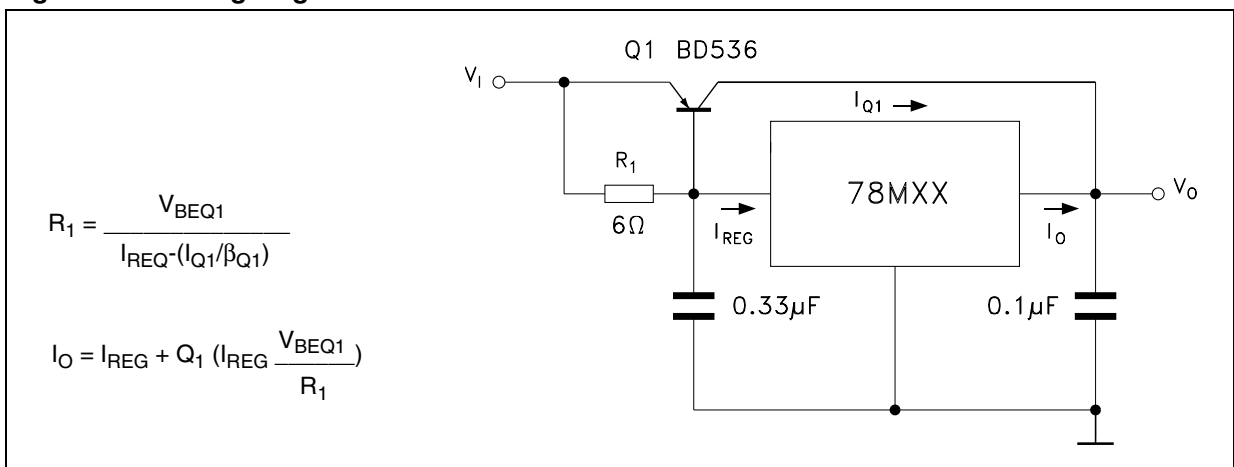 Q1 BD536
V_I
I_Q1
R_1
78MXX
V_O
6Ω
I_REG
I_O
0.33µF
0.1µF
R_1 = V_BEQ1 / I_REQ-(I_Q1/β_Q1)
I_O = I_REG + Q_1 (I_REG V_BEQ1 / R_1)